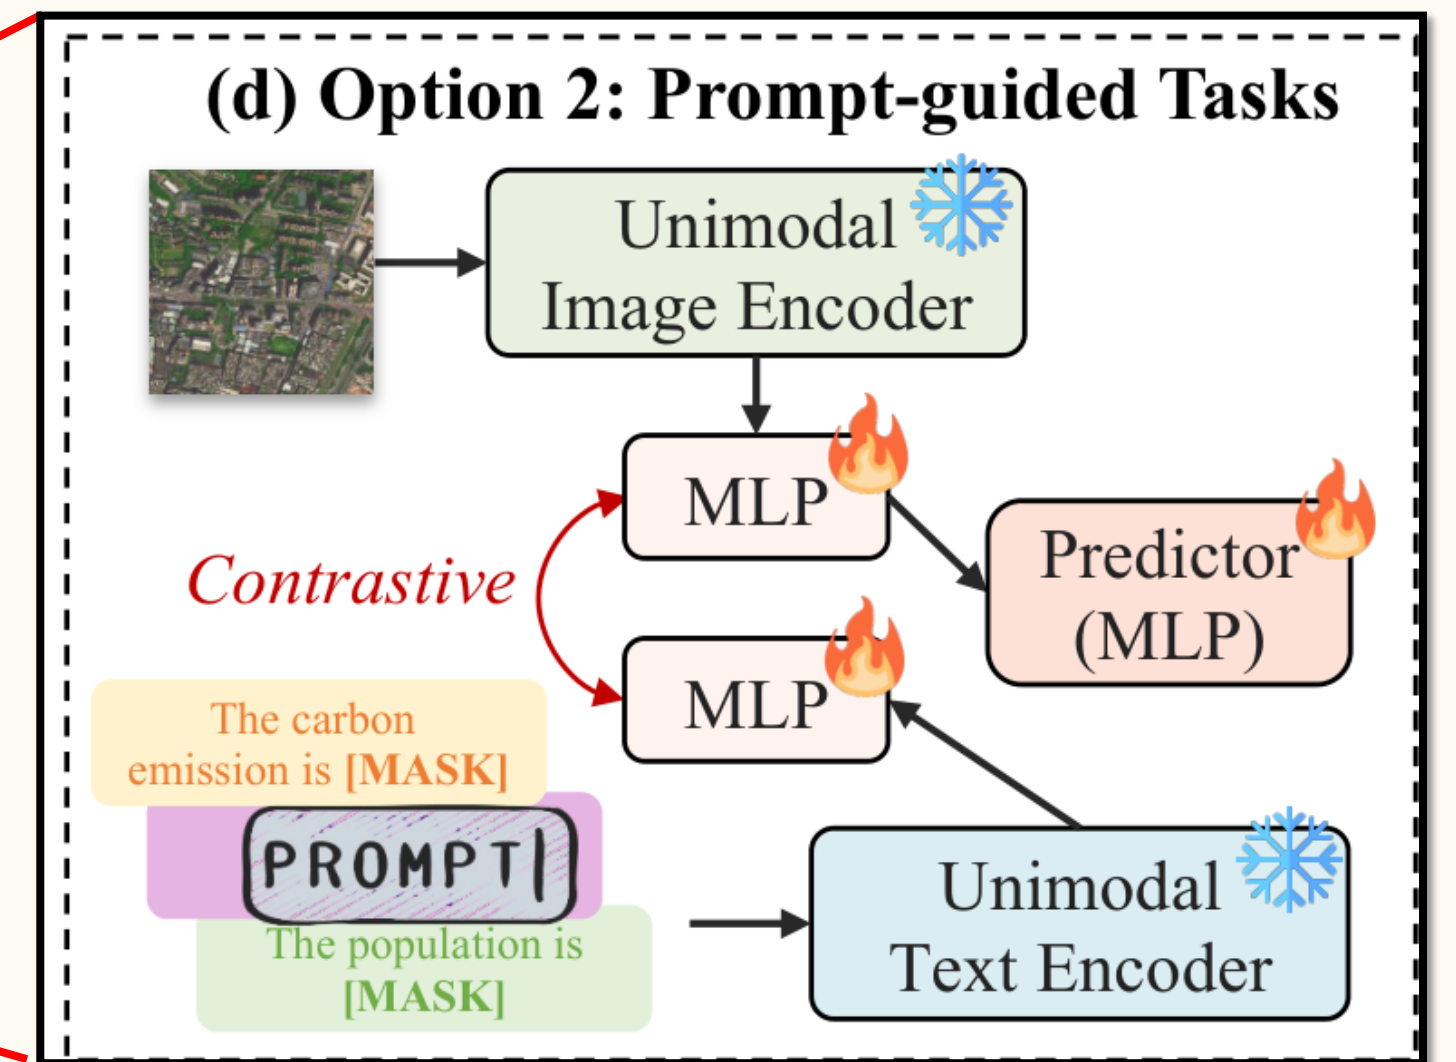 (d) Option 2: Prompt-guided Tasks
Unimodal
Image Encoder
MLP
Predictor
(MLP)
Contrastive
MLP
The carbon
emission is [MASK]
PROMPT
The population is
[MASK]
Unimodal
Text Encoder